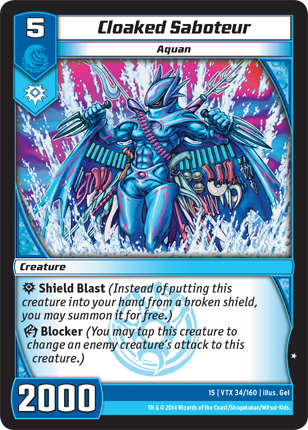 5
Cloaked Saboteur
Aquan
Creature
Shield Blast (Instead of putting this
creature into your hand from a broken shield,
you may summon it for free.)
Blocker (You may tap this creature to
change an enemy creature's attack to this
creature.)
2000
15 | VTX 34/160 | illus. Gel
TM & © 2014 Wizards of the Coast/Shogakukan/Mitsui-Kids.